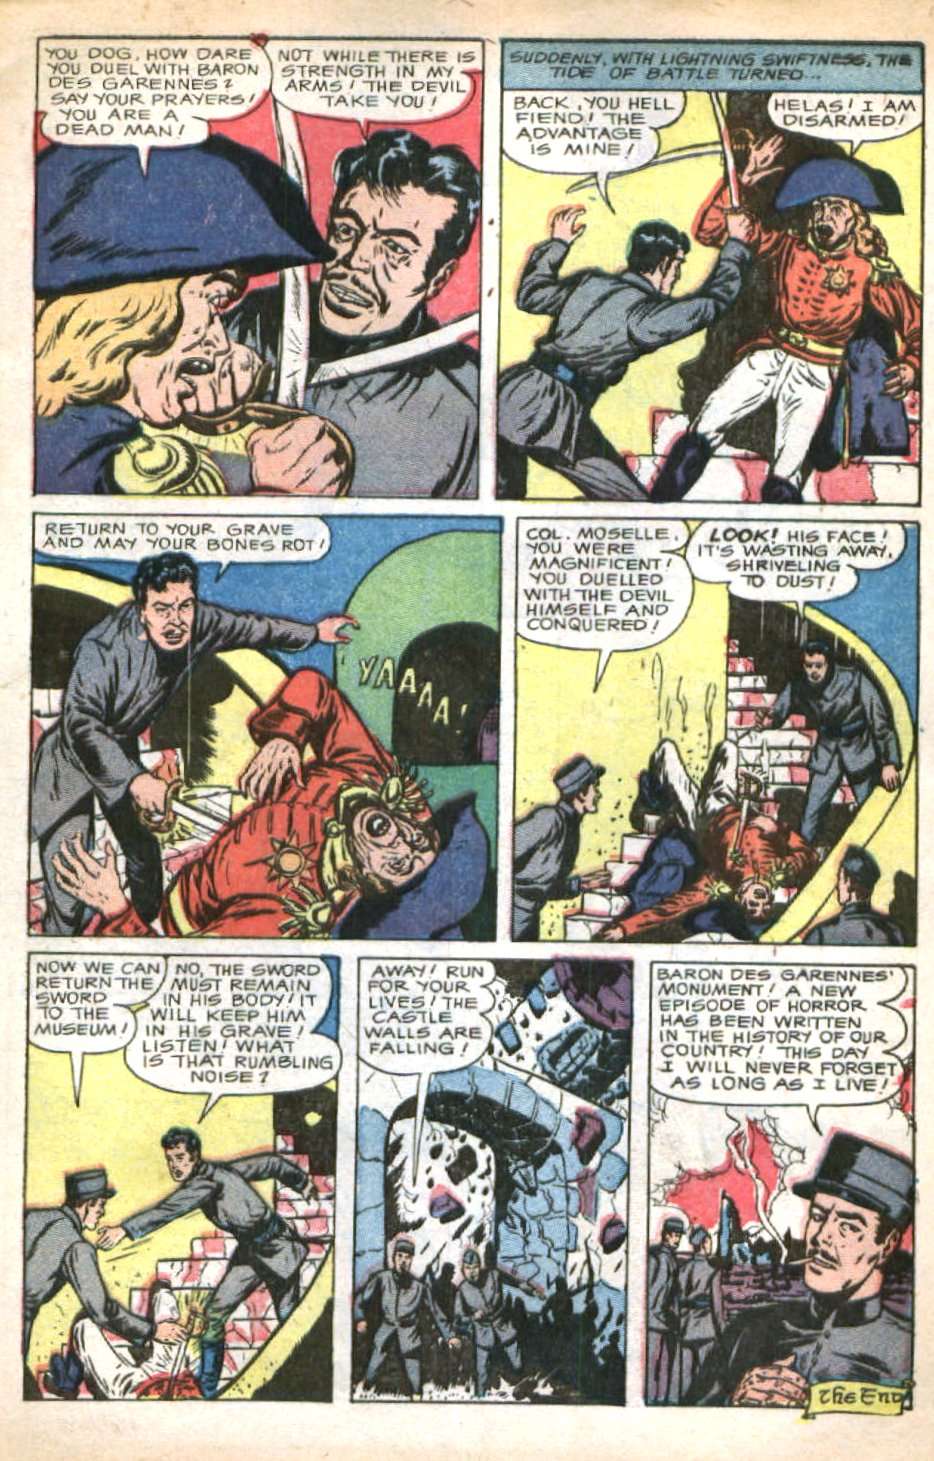 YOU DOG, HOW DARE
YOU DUEL WITH BARON
DES GARENNES?
SAY YOUR PRAYERS!
YOU ARE A
DEAD MAN!
NOT WHILE THERE IS
STRENGTH IN MY
ARMS! THE DEVIL
TAKE YOU!
SUDDENLY, WITH LIGHTNING SWIFTNESS, THE
TIDE OF BATTLE TURNED...
BACK, YOU HELL
FIEND! THE
ADVANTAGE
IS MINE!
HELAS! I AM
DISARMED!
RETURN TO YOUR GRAVE
AND MAY YOUR BONES ROT!
YAAAA!
COL. MOSELLE,
YOU WERE
MAGNIFICENT!
YOU DUELLED
WITH THE DEVIL
HIMSELF AND
CONQUERED!
LOOK! HIS FACE!
IT'S WASTING AWAY,
SHRIVELING
TO DUST!
NOW WE CAN
RETURN THE
SWORD
TO THE
MUSEUM!
NO, THE SWORD
MUST REMAIN
IN HIS BODY! IT
WILL KEEP HIM
IN HIS GRAVE!
LISTEN! WHAT
IS THAT RUMBLING
NOISE?
AWAY! RUN
FOR YOUR
LIVES! THE
CASTLE
WALLS ARE
FALLING!
BARON DES GARENNES'
MONUMENT! A NEW
EPISODE OF HORROR
HAS BEEN WRITTEN
IN THE HISTORY OF OUR
COUNTRY! THIS DAY
I WILL NEVER FORGET
AS LONG AS I LIVE!
The End